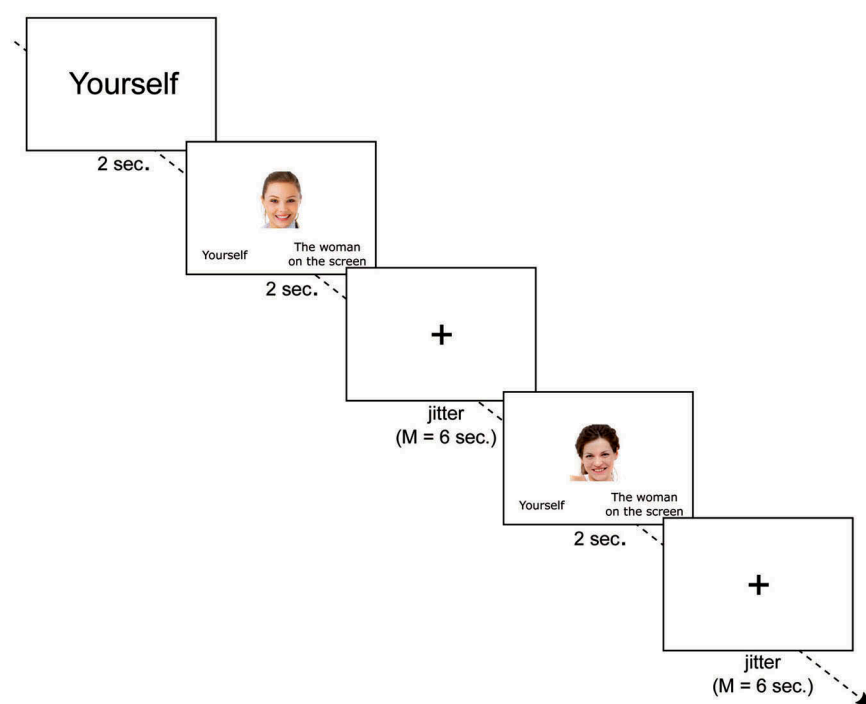 Yourself
2 sec.
Yourself
The woman
on the screen
2 sec.
+
jitter
(M = 6 sec.)
Yourself
The woman
on the screen
2 sec.
+
jitter
(M = 6 sec.)